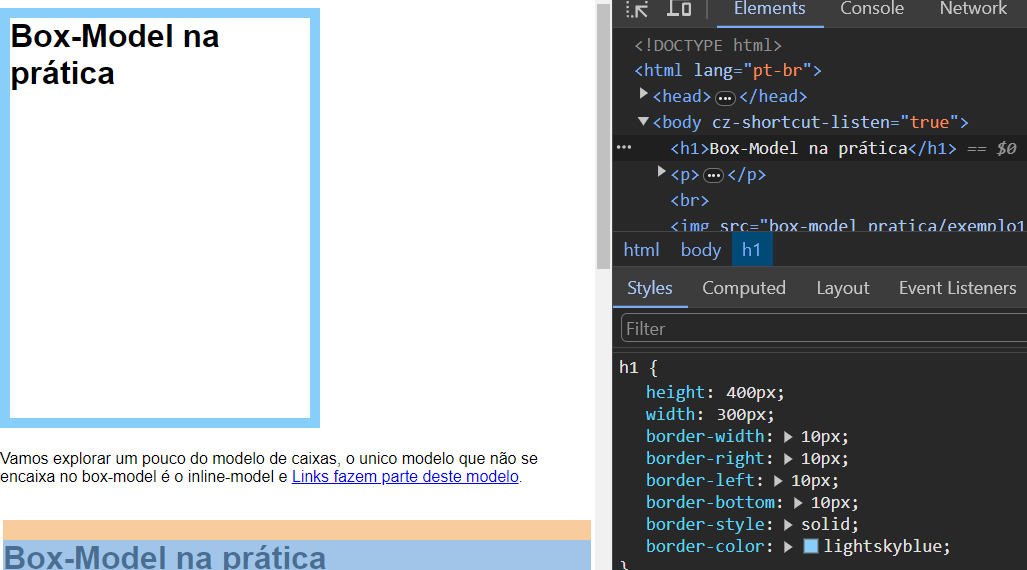 Box-Model na
prática
Vamos explorar um pouco do modelo de caixas, o unico modelo que não se
encaixa no box-model é o inline-model e Links fazem parte deste modelo.
Box-Model na prática
Elements Console Network
<!DOCTYPE html>
<html lang="pt-br">
<head> ••• </head>
<body cz-shortcut-listen="true">
••• <h1>Box-Model na prática</h1> == $0
<p> ••• </p>
<br>
<img src="box-model pratica/exemplo1
html body h1
Styles Computed Layout Event Listeners
Filter
h1 {
height: 400px;
width: 300px;
border-width: 10px;
border-right: 10px;
border-left: 10px;
border-bottom: 10px;
border-style: solid;
border-color: lightskyblue;
}